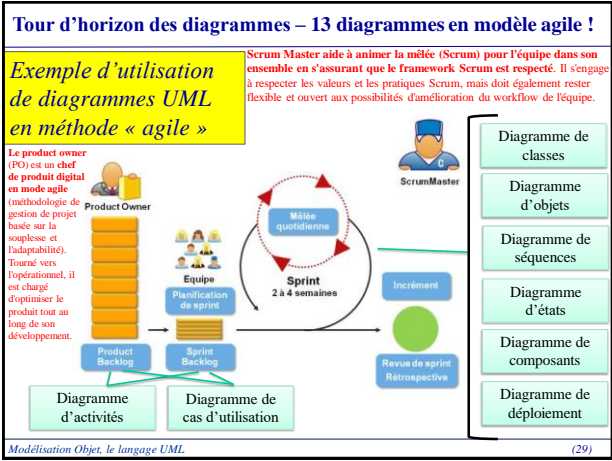 Tour d'horizon des diagrammes – 13 diagrammes en modèle agile !
Exemple d'utilisation
de diagrammes UML
en méthode « agile »
Scrum Master aide à animer la mêlée (Scrum) pour l'équipe dans son
ensemble en s'assurant que le framework Scrum est respecté. Il s'engage
à respecter les valeurs et les pratiques Scrum, mais doit également rester
flexible et ouvert aux possibilités d'amélioration du workflow de l'équipe.
Le product owner
(PO) est un chef
de produit digital
en mode agile
(méthodologie de
gestion de projet
basée sur la
souplesse et
l'adaptabilité).
Tourné vers
l'opérationnel, il
est chargé
d'optimiser le
produit tout au
long de son
développement.
Product Owner
ScrumMaster
Mêlée
quotidienne
Sprint
2 à 4 semaines
Equipe
Planification
de sprint
Incrément
Product
Backlog
Sprint
Backlog
Revue de sprint
Rétrospective
Diagramme
d'activités
Diagramme de
cas d'utilisation
Diagramme de
classes
Diagramme
d'objets
Diagramme de
séquences
Diagramme
d'états
Diagramme de
composants
Diagramme de
déploiement
Modélisation Objet, le langage UML
(29)